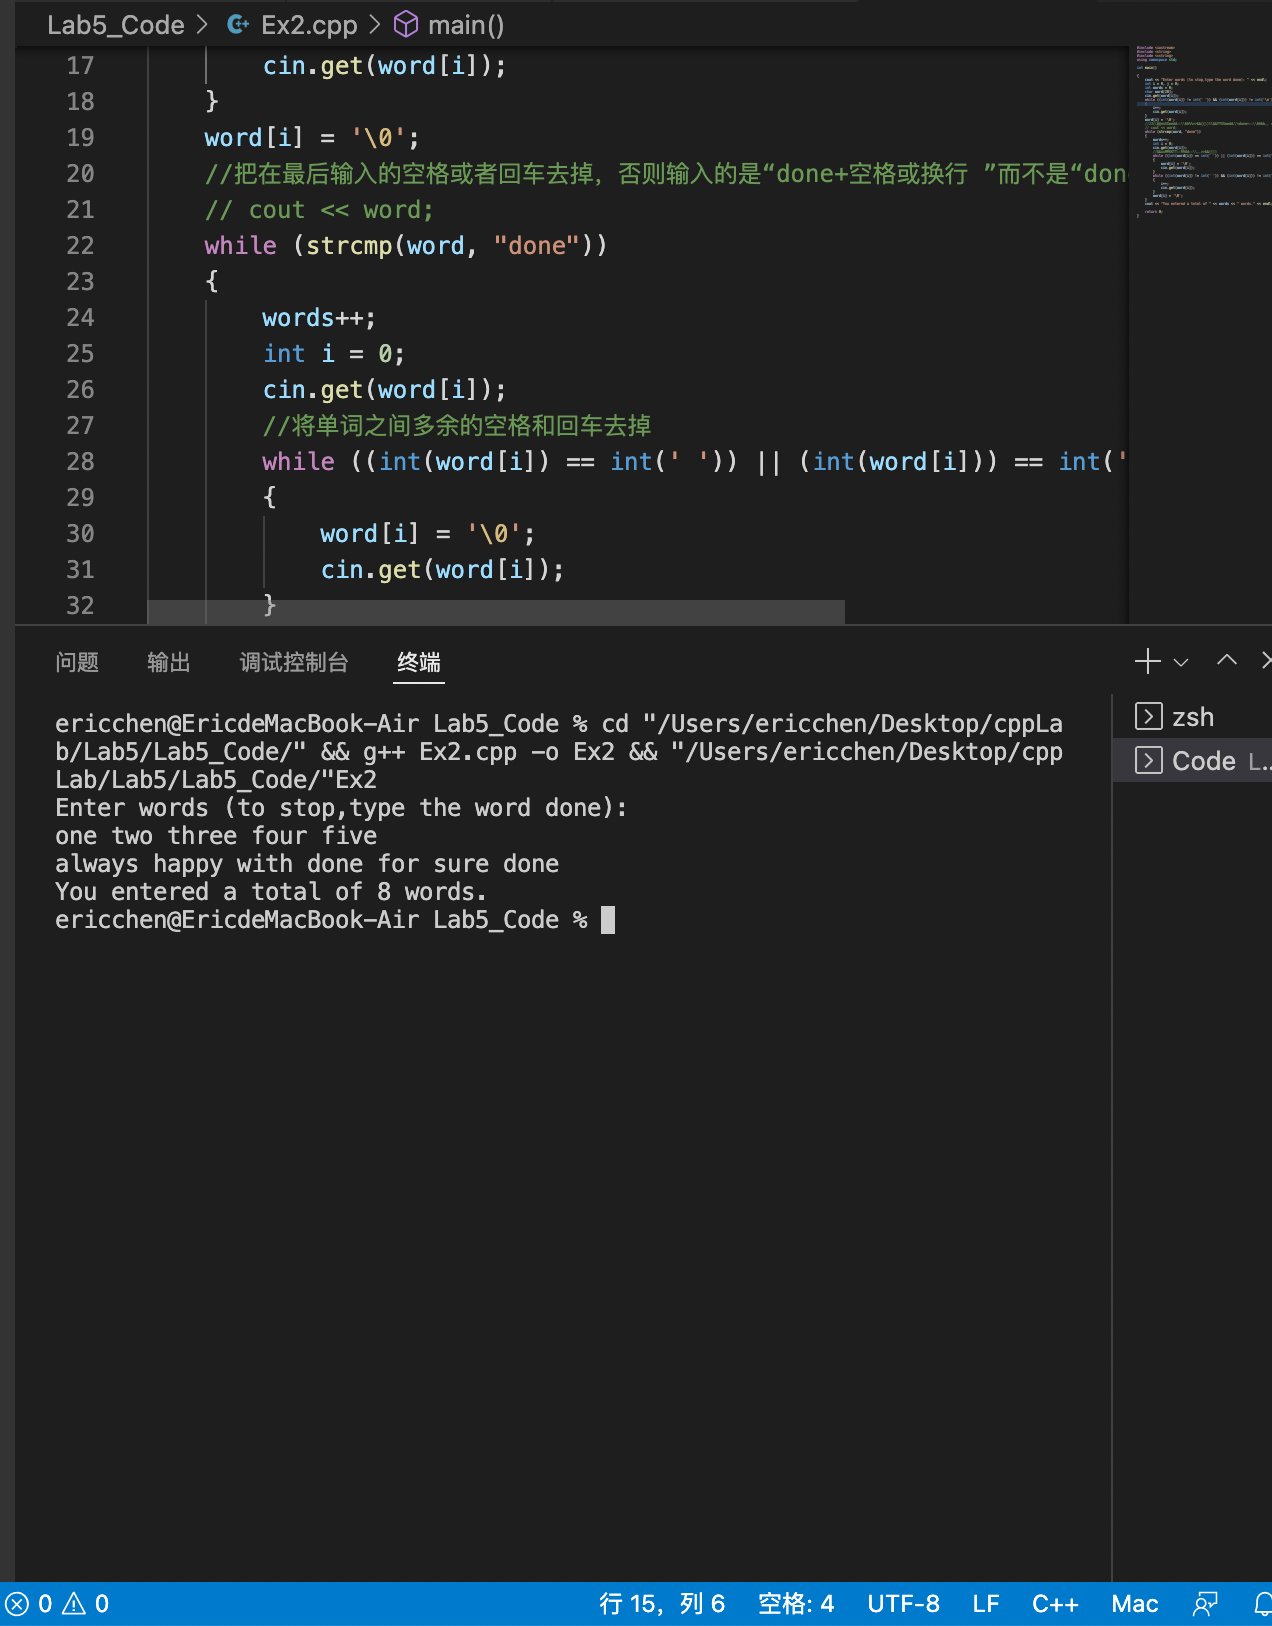 Lab5_Code > Ex2.cpp > main()
17 cin.get(word[i]);
18 }
19 word[i] = '\0';
20 //把在最后输入的空格或者回车去掉，否则输入的是“done+空格或换行 ”而不是“don
21 // cout << word;
22 while (strcmp(word, "done"))
23 {
24 words++;
25 int i = 0;
26 cin.get(word[i]);
27 //将单词之间多余的空格和回车去掉
28 while ((int(word[i]) == int(' ')) || (int(word[i])) == int('
29 {
30 word[i] = '\0';
31 cin.get(word[i]);
32 }
问题 输出 调试控制台 终端
ericchen@EricdeMacBook-Air Lab5_Code % cd "/Users/ericchen/Desktop/cppLa
b/Lab5/Lab5_Code/" && g++ Ex2.cpp -o Ex2 && "/Users/ericchen/Desktop/cpp
Lab/Lab5/Lab5_Code/"Ex2
Enter words (to stop,type the word done):
one two three four five
always happy with done for sure done
You entered a total of 8 words.
ericchen@EricdeMacBook-Air Lab5_Code %
zsh
Code L...
0 0 行 15，列 6 空格: 4 UTF-8 LF C++ Mac